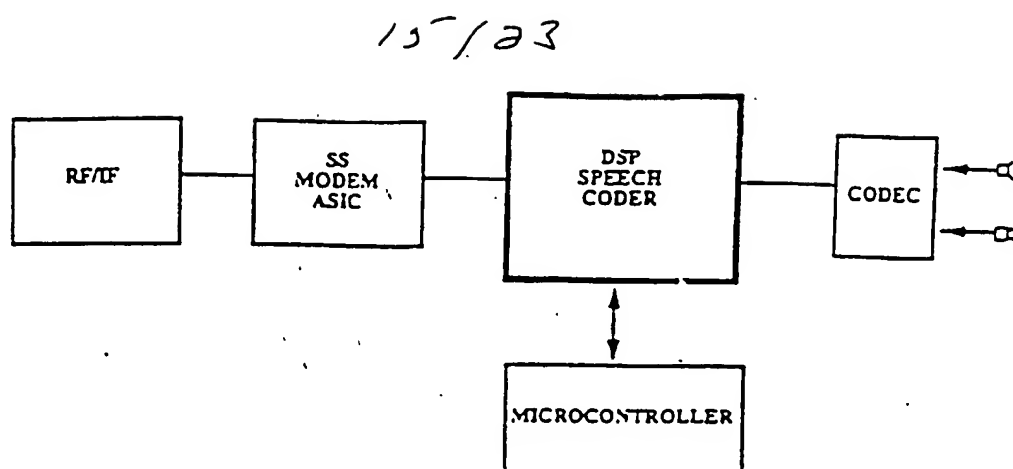 15/23
RF/IF
SS
MODEM
ASIC
DSP
SPEECH
CODER
CODEC
MICROCONTROLLER